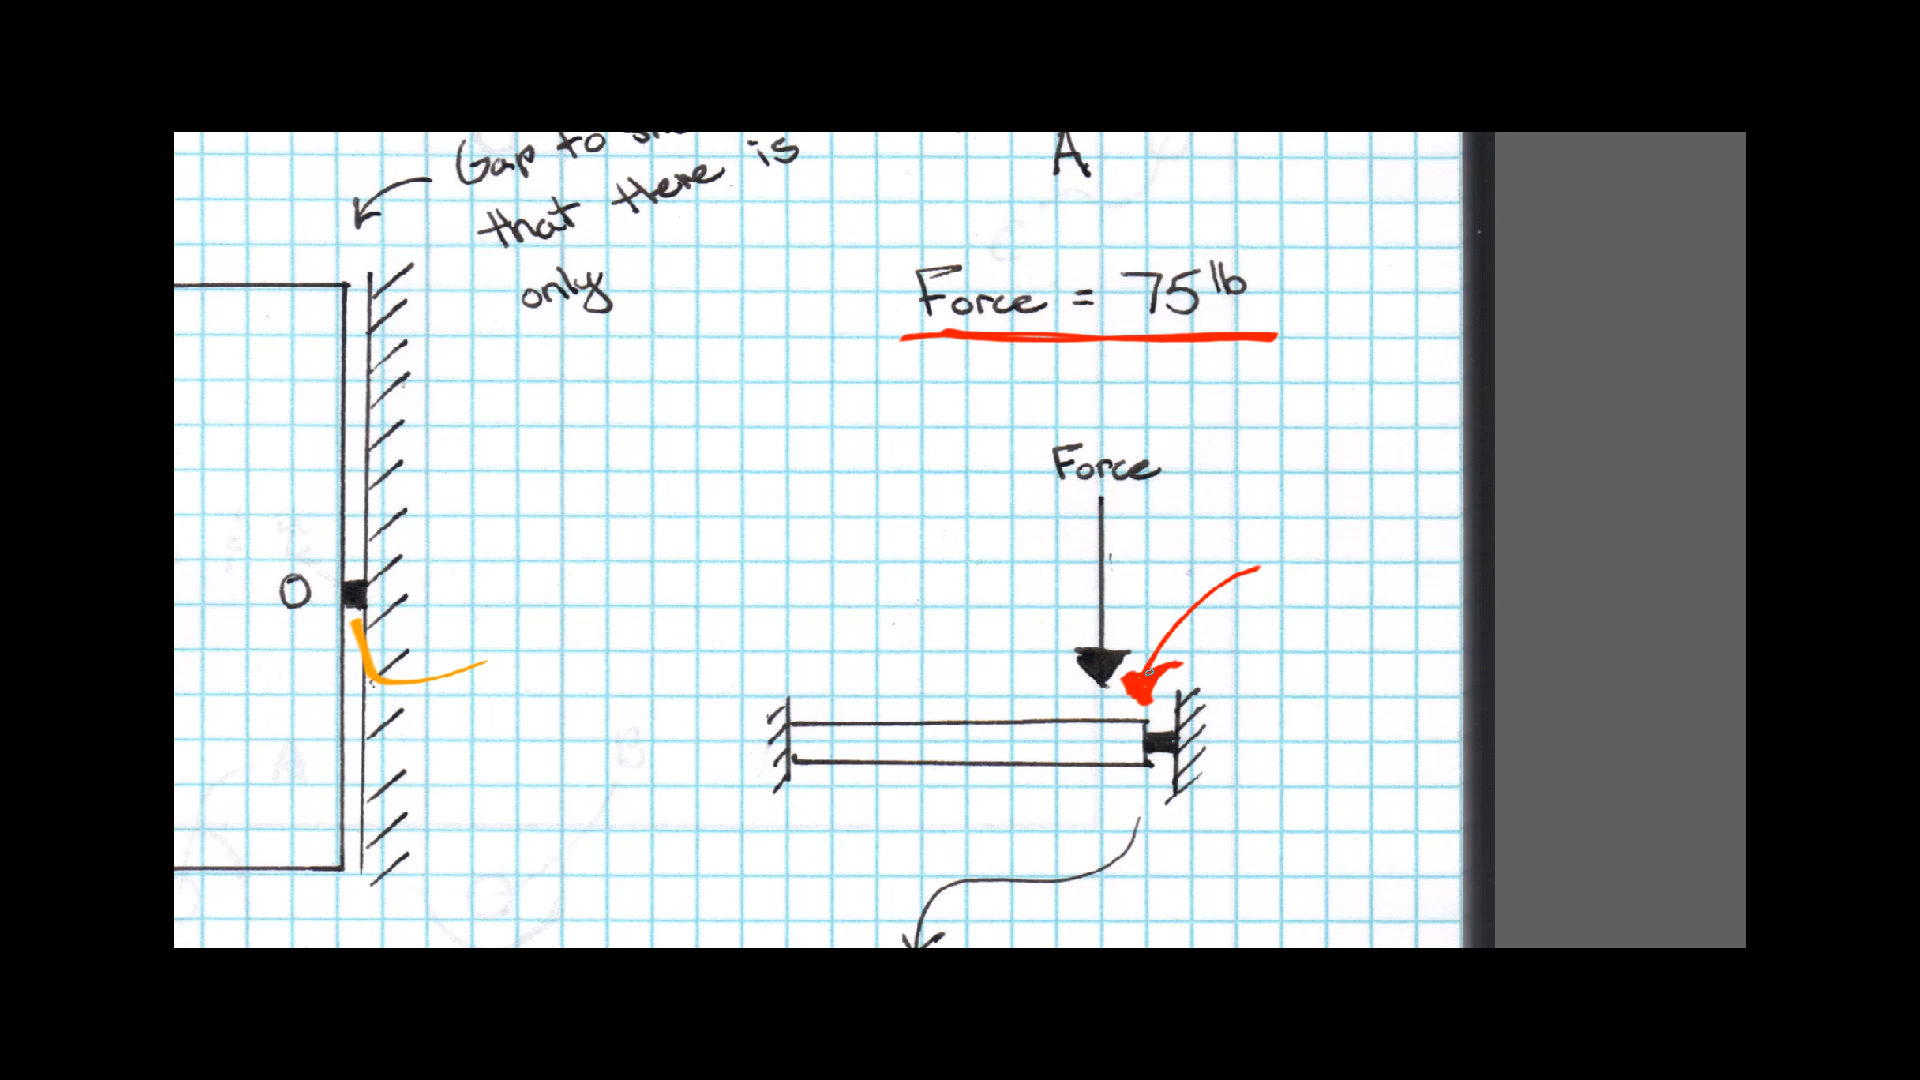 Gap to
that there is
only
A
Force = 75 lb
Force
O